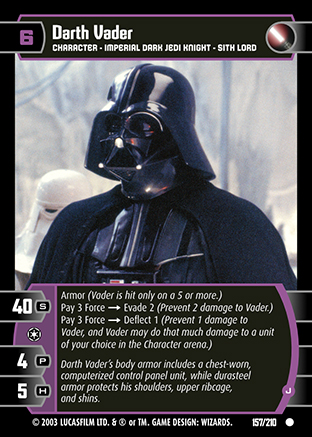 6 Darth Vader
CHARACTER - IMPERIAL DARK JEDI KNIGHT - SITH LORD
40 S
4 P
5 H
Armor (Vader is hit only on a 5 or more.)
Pay 3 Force → Evade 2 (Prevent 2 damage to Vader.)
Pay 3 Force → Deflect 1 (Prevent 1 damage to
Vader, and Vader may do that much damage to a unit
of your choice in the Character arena.)
Darth Vader's body armor includes a chest-worn,
computerized control panel unit, while durasteel
armor protects his shoulders, upper ribcage,
and shins.
J
© 2003 LUCASFILM LTD. & ® or TM. GAME DESIGN: WIZARDS. 157/210